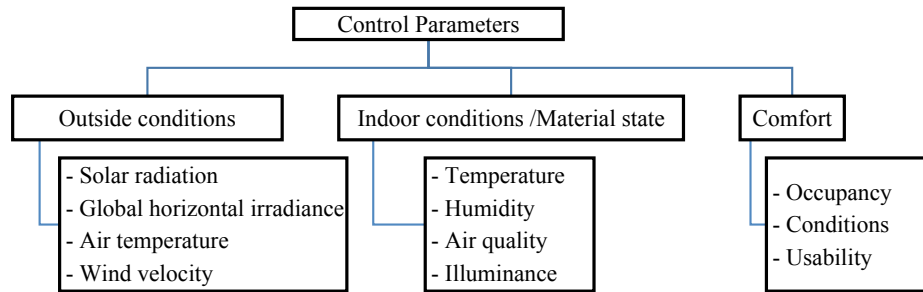 Control Parameters
Outside conditions
Indoor conditions /Material state
Comfort
- Solar radiation
- Global horizontal irradiance
- Air temperature
- Wind velocity
- Temperature
- Humidity
- Air quality
- Illuminance
- Occupancy
- Conditions
- Usability